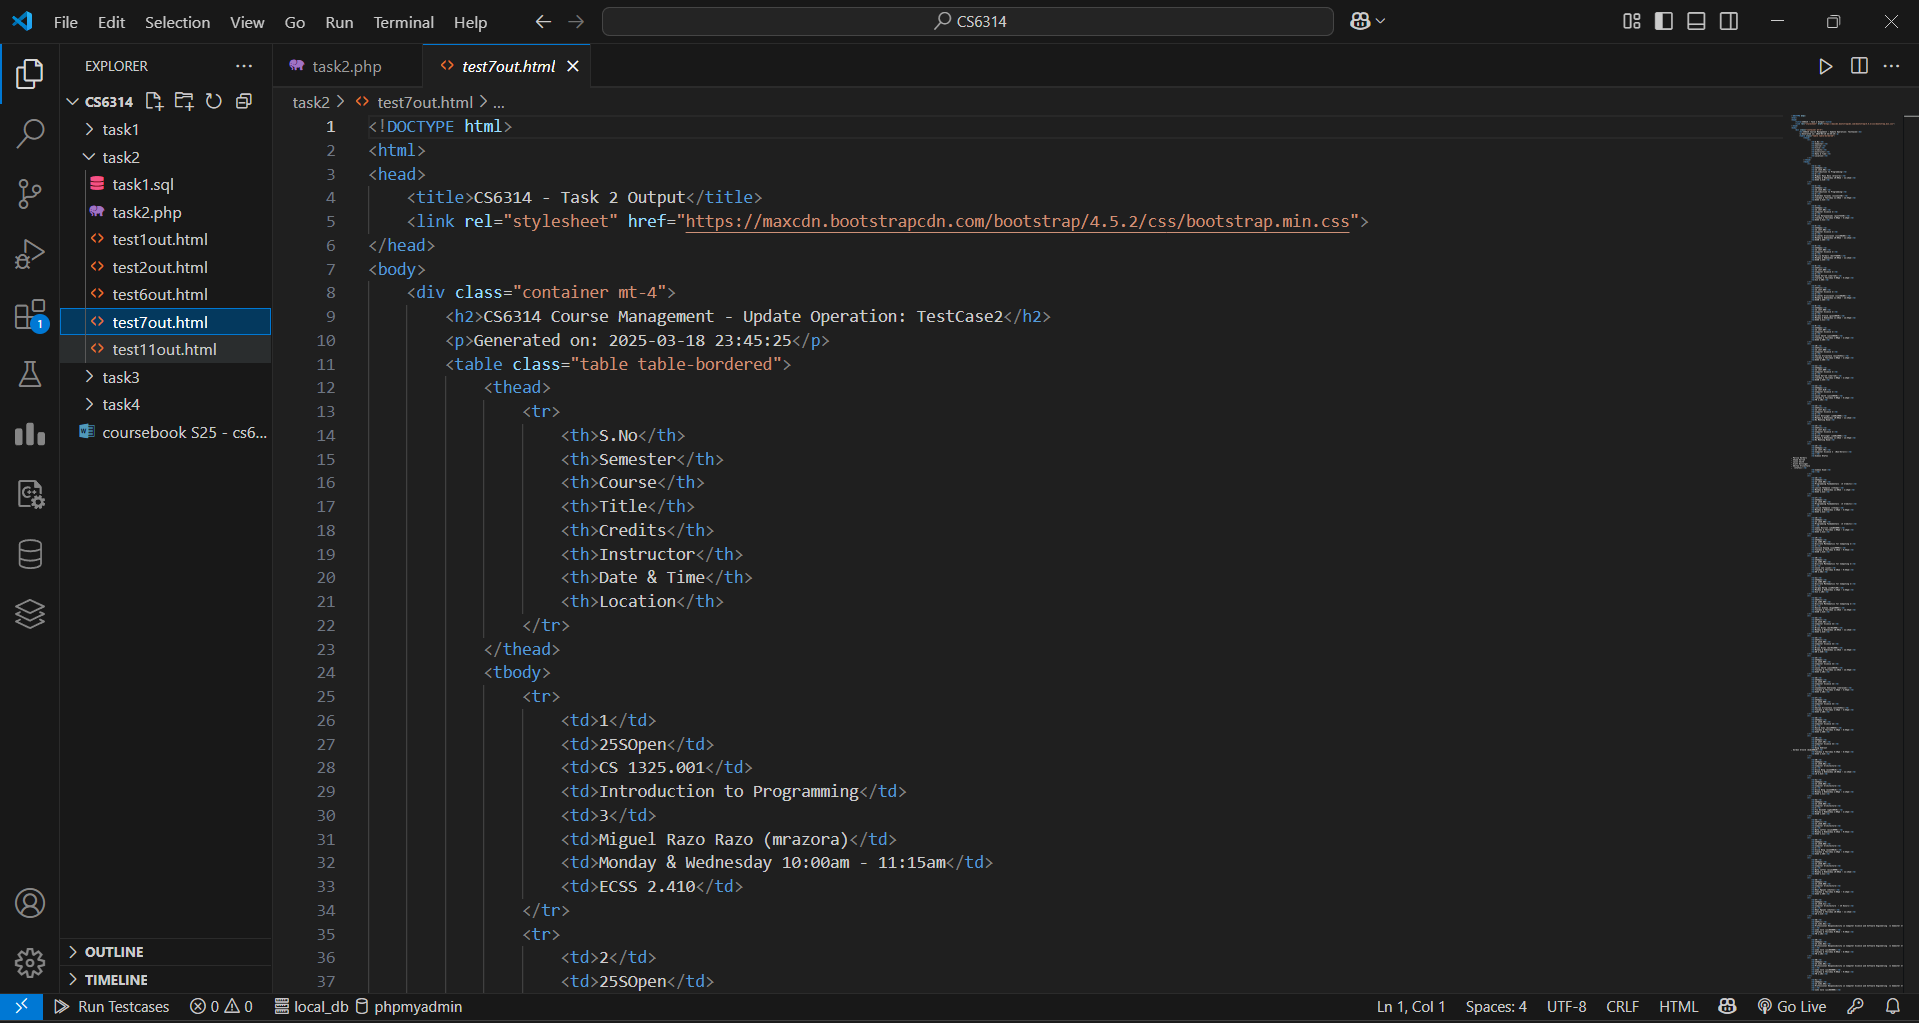 File Edit Selection View Go Run Terminal Help
CS6314
EXPLORER
CS6314
task1
task2
task1.sql
task2.php
test1out.html
test2out.html
test6out.html
test7out.html
test11out.html
task3
task4
coursebook S25 - cs6...
OUTLINE
TIMELINE
1
task2.php
test7out.html
task2 > test7out.html > ...
1 <!DOCTYPE html>
2 <html>
3 <head>
4 <title>CS6314 - Task 2 Output</title>
5 <link rel="stylesheet" href="https://maxcdn.bootstrapcdn.com/bootstrap/4.5.2/css/bootstrap.min.css">
6 </head>
7 <body>
8 <div class="container mt-4">
9 <h2>CS6314 Course Management - Update Operation: TestCase2</h2>
10 <p>Generated on: 2025-03-18 23:45:25</p>
11 <table class="table table-bordered">
12 <thead>
13 <tr>
14 <th>S.No</th>
15 <th>Semester</th>
16 <th>Course</th>
17 <th>Title</th>
18 <th>Credits</th>
19 <th>Instructor</th>
20 <th>Date & Time</th>
21 <th>Location</th>
22 </tr>
23 </thead>
24 <tbody>
25 <tr>
26 <td>1</td>
27 <td>25SOpen</td>
28 <td>CS 1325.001</td>
29 <td>Introduction to Programming</td>
30 <td>3</td>
31 <td>Miguel Razo Razo (mrazora)</td>
32 <td>Monday & Wednesday 10:00am - 11:15am</td>
33 <td>ECSS 2.410</td>
34 </tr>
35 <tr>
36 <td>2</td>
37 <td>25SOpen</td>
Run Testcases 0 0 local_db phpmyadmin
Ln 1, Col 1 Spaces: 4 UTF-8 CRLF HTML Go Live